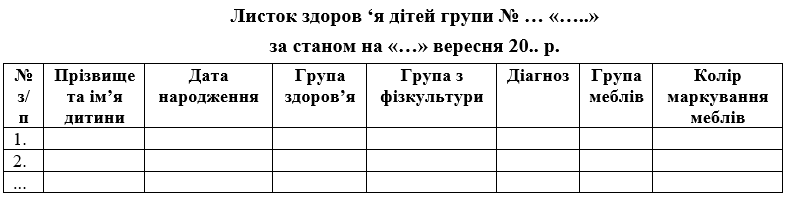 Листок здоров ‘я дітей групи № … «…..»
за станом на «…» вересня 20.. р.
№ з/п Прізвище та ім’я дитини Дата народження Група здоров’я Група з фізкультури Діагноз Група меблів Колір маркування меблів
1.
2.
...